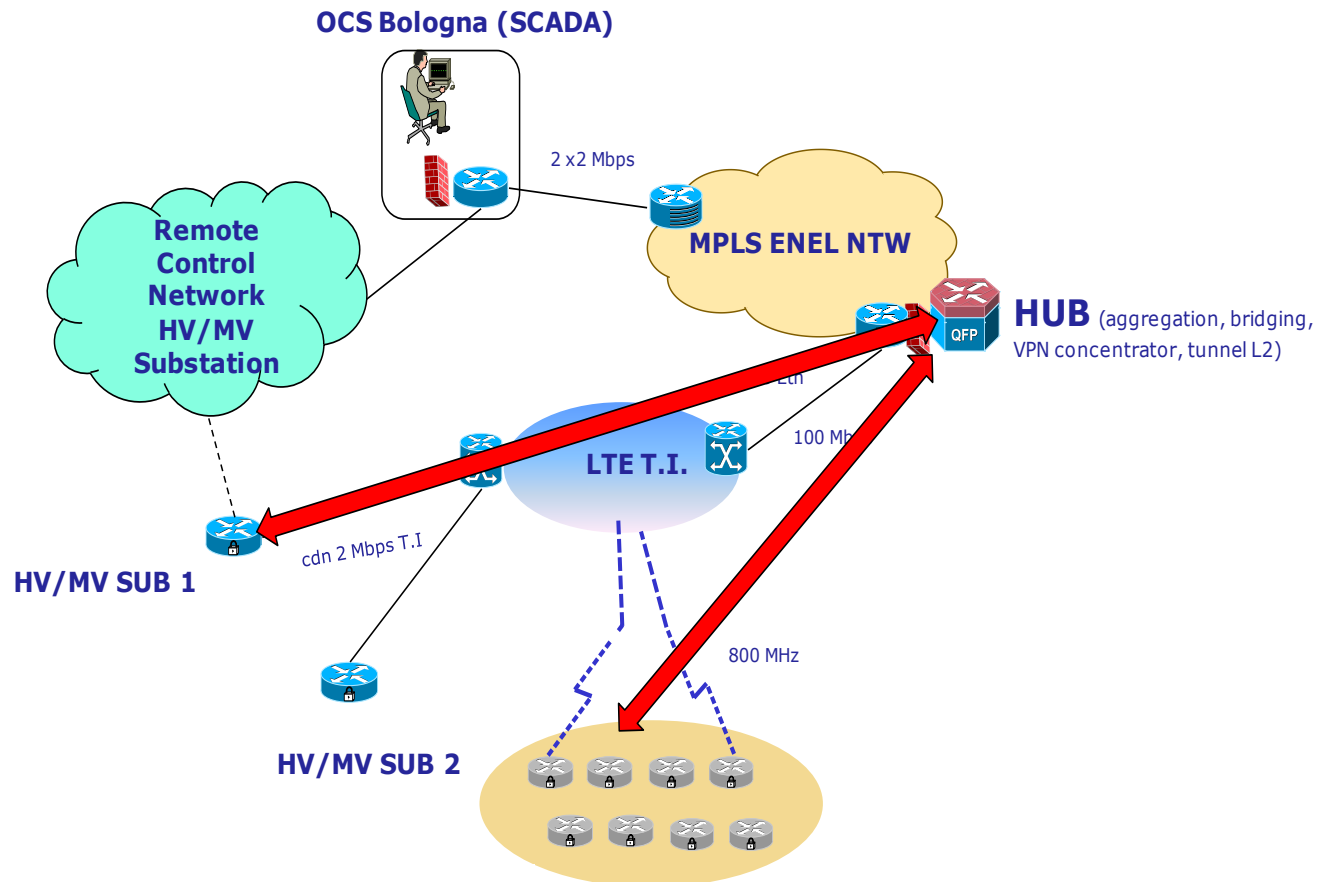 OCS Bologna (SCADA)
2 x2 Mbps
Remote
Control
Network
HV/MV
Substation
MPLS ENEL NTW
QFP
HUB (aggregation, bridging,
VPN concentrator, tunnel L2)
100 Mb
LTE T.I.
cdn 2 Mbps T.I
HV/MV SUB 1
800 MHz
HV/MV SUB 2